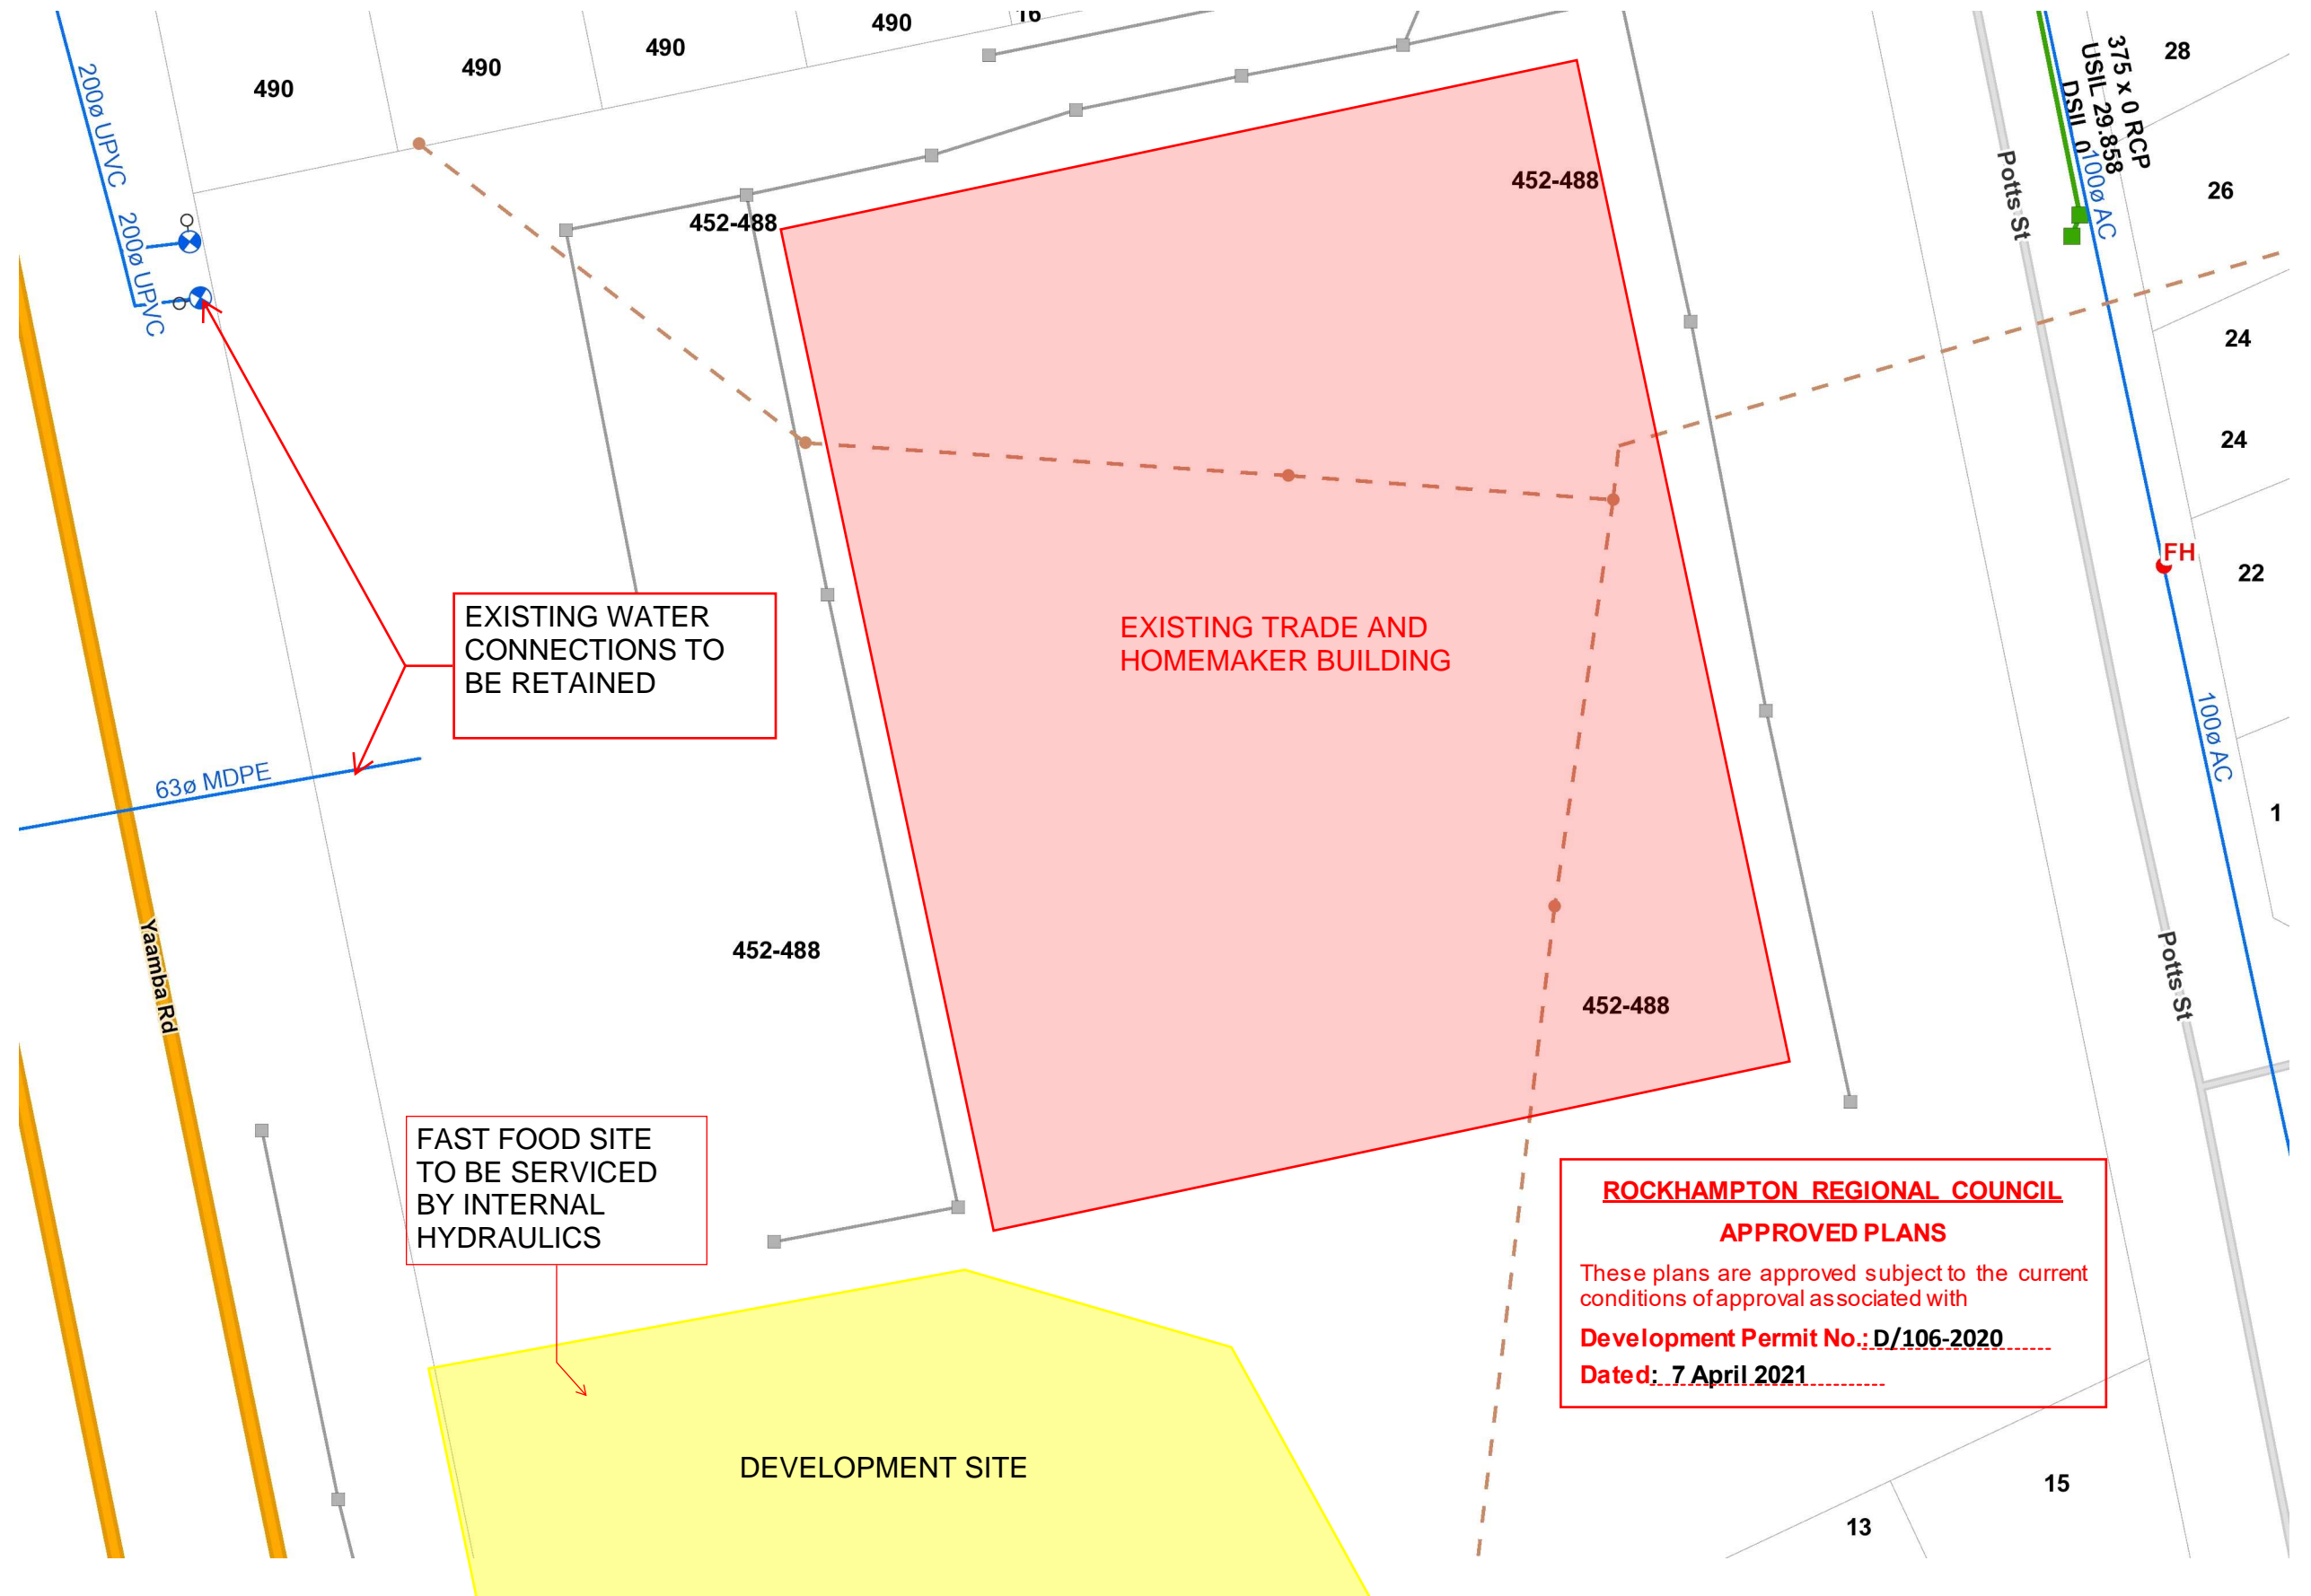 490
16
490
28
490
490
375 x 0 RCP
USIL 29.858
DSIL 0
200ø UPVC
Potts St
100ø AC
452-488
26
452-488
200ø UPVC
24
24
FH
22
EXISTING WATER
CONNECTIONS TO
BE RETAINED
EXISTING TRADE AND
HOMEMAKER BUILDING
100ø AC
63ø MDPE
1
Yaamba Rd
452-488
Potts St
452-488
FAST FOOD SITE
TO BE SERVICED
BY INTERNAL
HYDRAULICS
ROCKHAMPTON REGIONAL COUNCIL
APPROVED PLANS
These plans are approved subject to the current
conditions of approval associated with
Development Permit No.: D/106-2020
Dated: 7 April 2021
DEVELOPMENT SITE
15
13